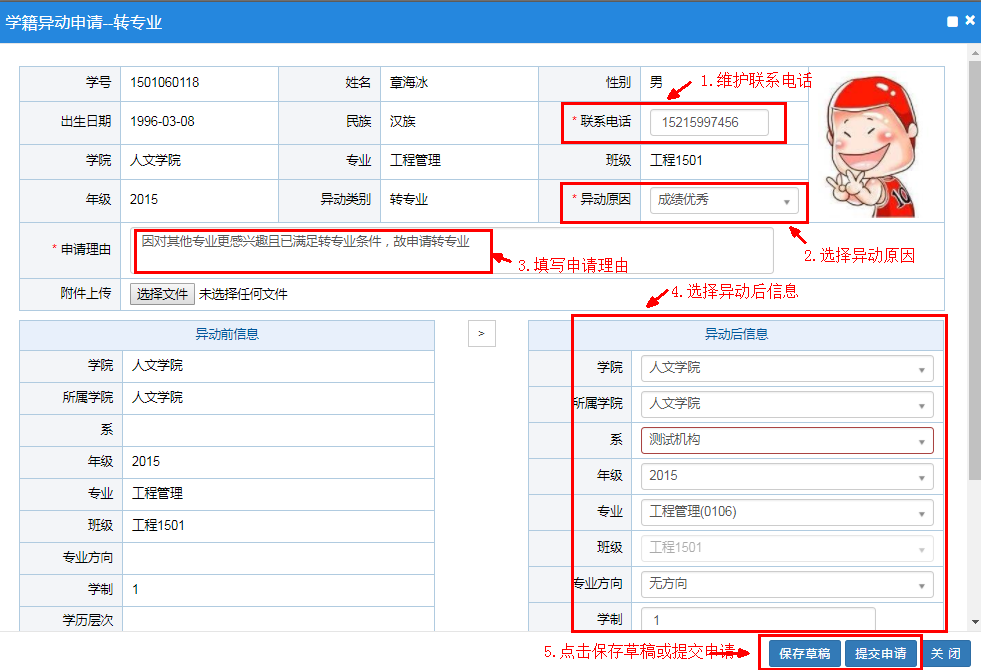 学籍异动申请--转专业
学号 1501060118 姓名 章海冰 性别 男 1.维护联系电话
出生日期 1996-03-08 民族 汉族 * 联系电话 15215997456
学院 人文学院 专业 工程管理 班级 工程1501
年级 2015 异动类别 转专业 * 异动原因 成绩优秀
10
2.选择异动原因
* 申请理由 因对其他专业更感兴趣且已满足转专业条件，故申请转专业
3.填写申请理由
附件上传 选择文件 未选择任何文件 4.选择异动后信息
异动前信息 > 异动后信息
学院 人文学院 学院 人文学院
所属学院 人文学院 所属学院 人文学院
系 系 测试机构
年级 2015 年级 2015
专业 工程管理 专业 工程管理(0106)
班级 工程1501 班级 工程1501
专业方向 专业方向 无方向
学制 1 学制 1
学历层次
5.点击保存草稿或提交申请 保存草稿 提交申请 关 闭